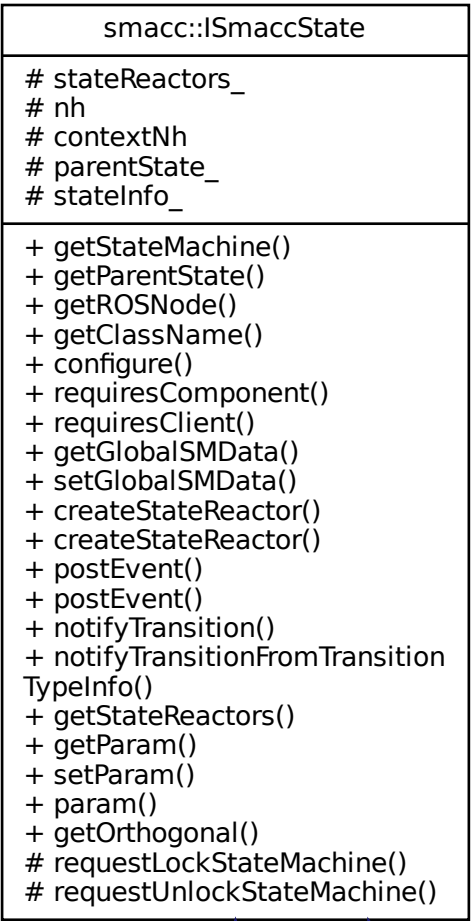 smacc::ISmaccState
# stateReactors_
# nh
# contextNh
# parentState_
# stateInfo_
+ getStateMachine()
+ getParentState()
+ getROSNode()
+ getClassName()
+ configure()
+ requiresComponent()
+ requiresClient()
+ getGlobalSMData()
+ setGlobalSMData()
+ createStateReactor()
+ createStateReactor()
+ postEvent()
+ postEvent()
+ notifyTransition()
+ notifyTransitionFromTransition
TypeInfo()
+ getStateReactors()
+ getParam()
+ setParam()
+ param()
+ getOrthogonal()
# requestLockStateMachine()
# requestUnlockStateMachine()